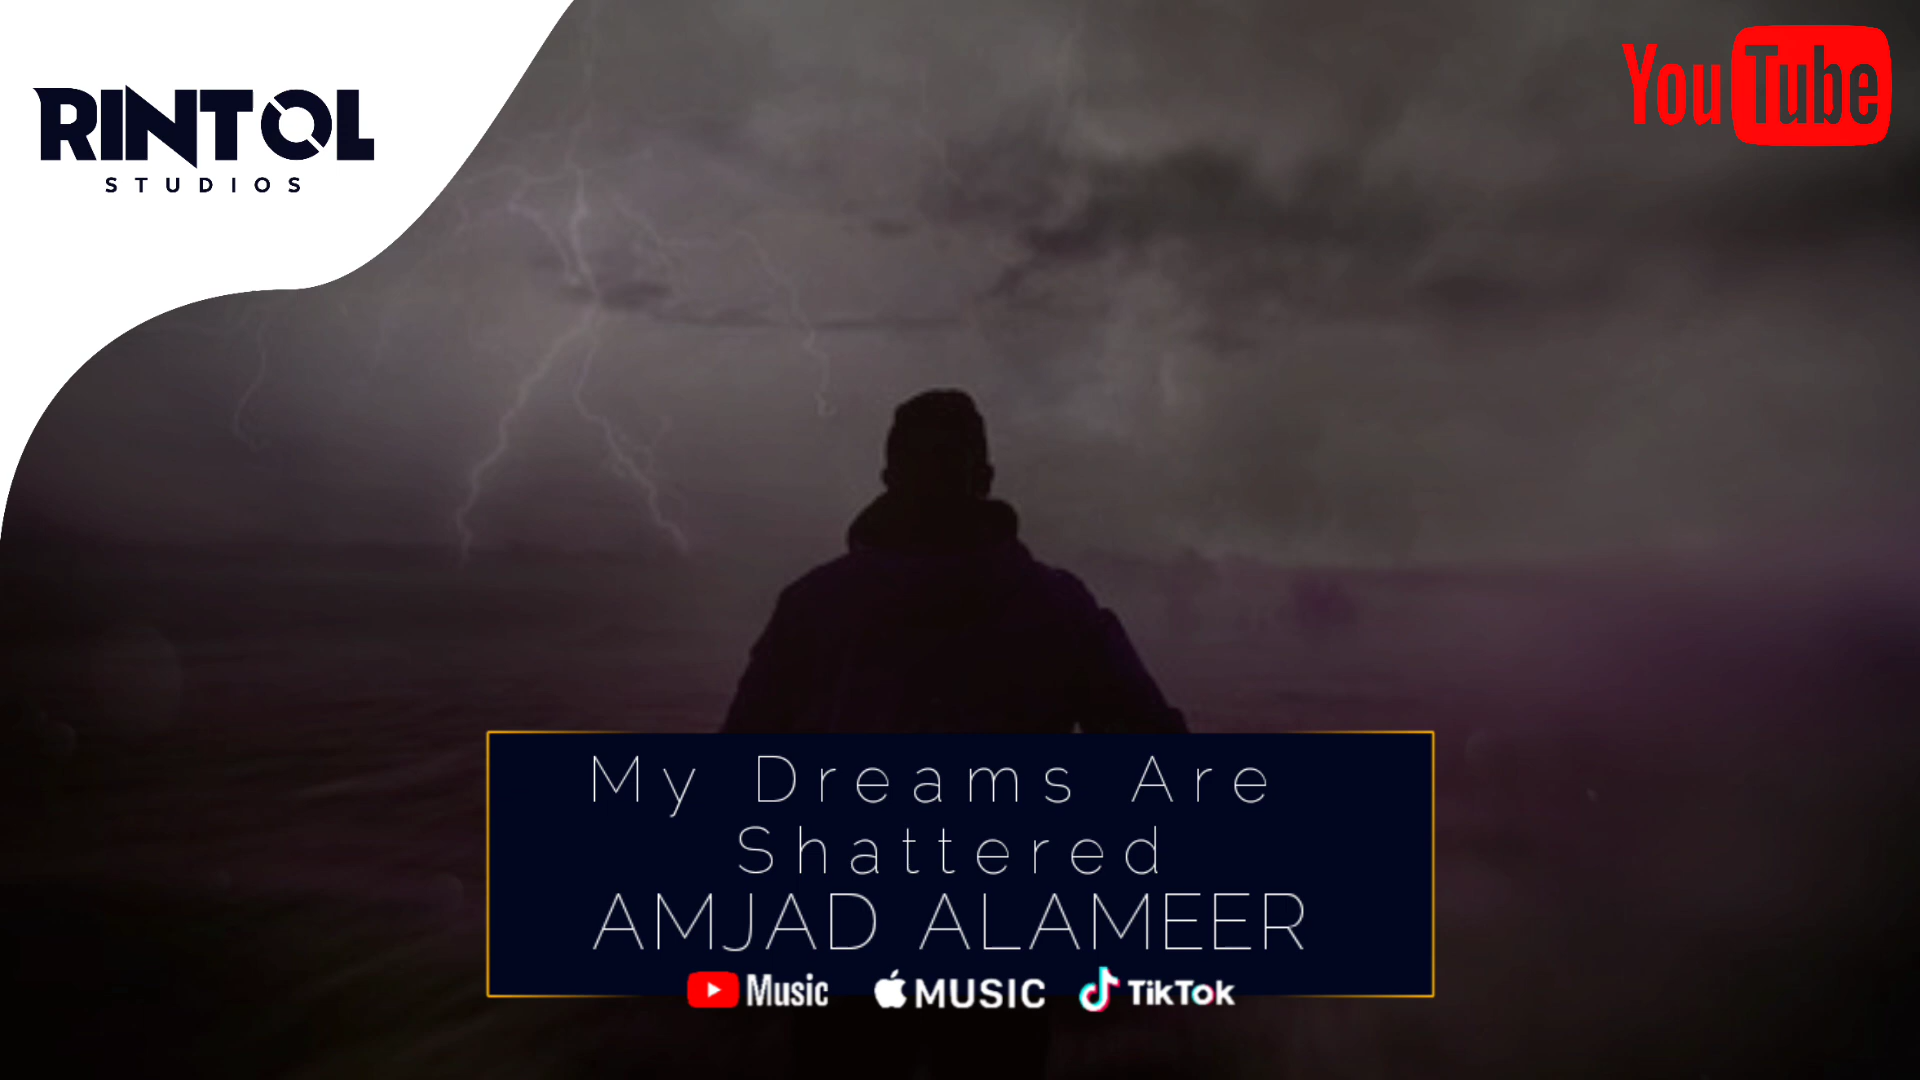 RINTOL
STUDIOS
YouTube
My Dreams Are
Shattered
AMJAD ALAMEER
Music
MUSIC
TikTok